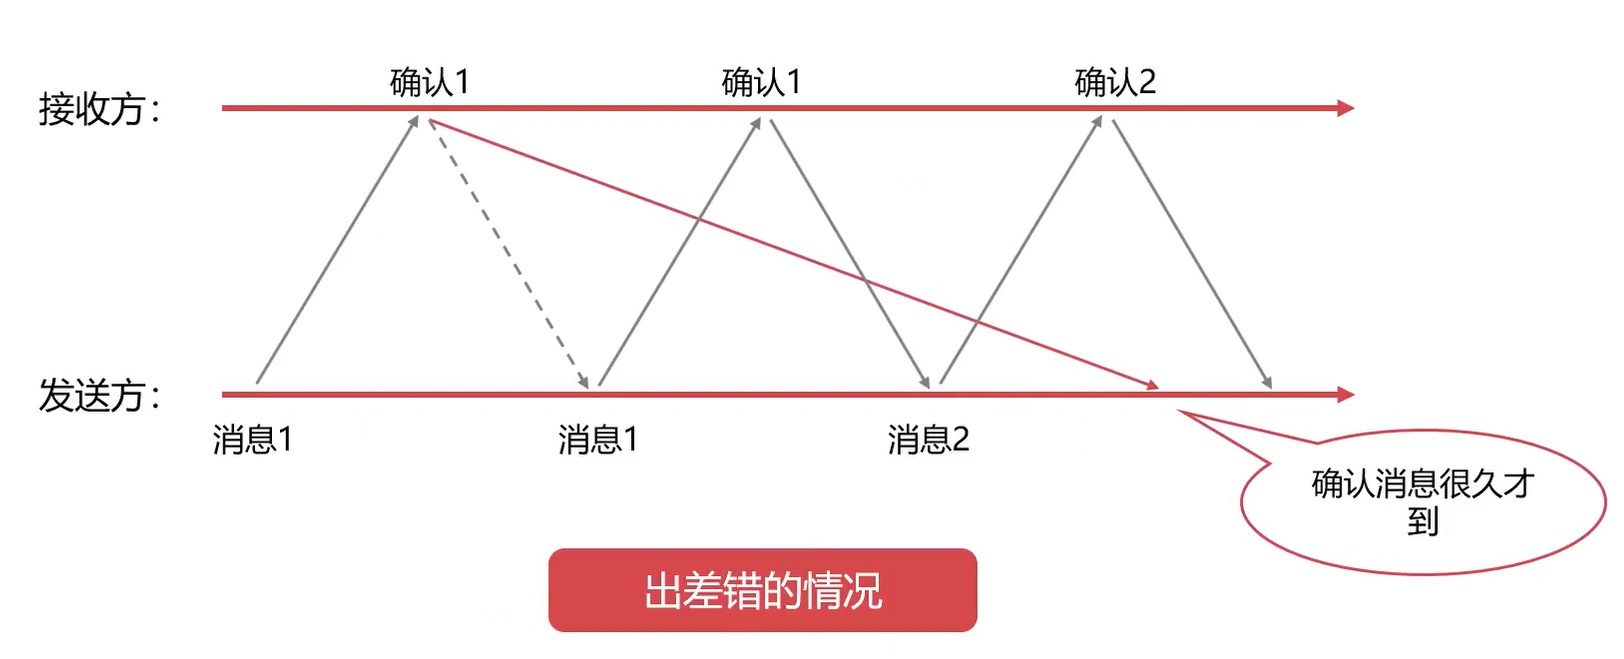 确认1
确认1
确认2
接收方：
发送方：
消息1
消息1
消息2
确认消息很久才
到
出差错的情况